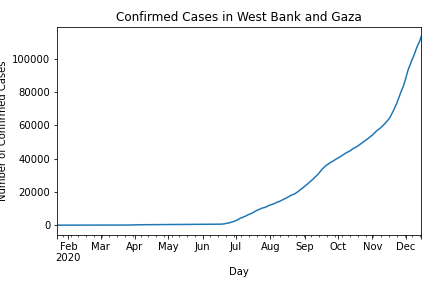 Confirmed Cases in West Bank and Gaza
Number of Confirmed Cases
100000
80000
60000
40000
20000
0
Feb Mar Apr May Jun Jul Aug Sep Oct Nov Dec
2020
Day